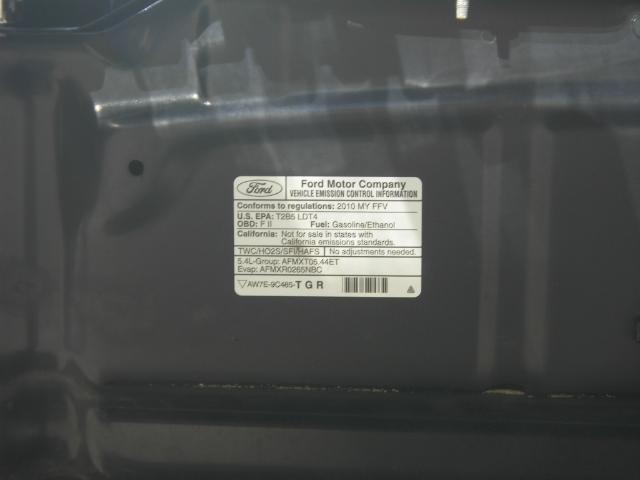 Ford
Ford Motor Company
VEHICLE EMISSION CONTROL INFORMATION
Conforms to regulations: 2010 MY FFV
U.S. EPA: T2B5 LDT4
OBD: F II Fuel: Gasoline/Ethanol
California: Not for sale in states with
California emissions standards.
TWC/HO2S/SFI/HAFS No adjustments needed.
5.4L-Group: AFMXT05.44ET
Evap: AFMXR0265NBC
AW7E-9C485-T G R